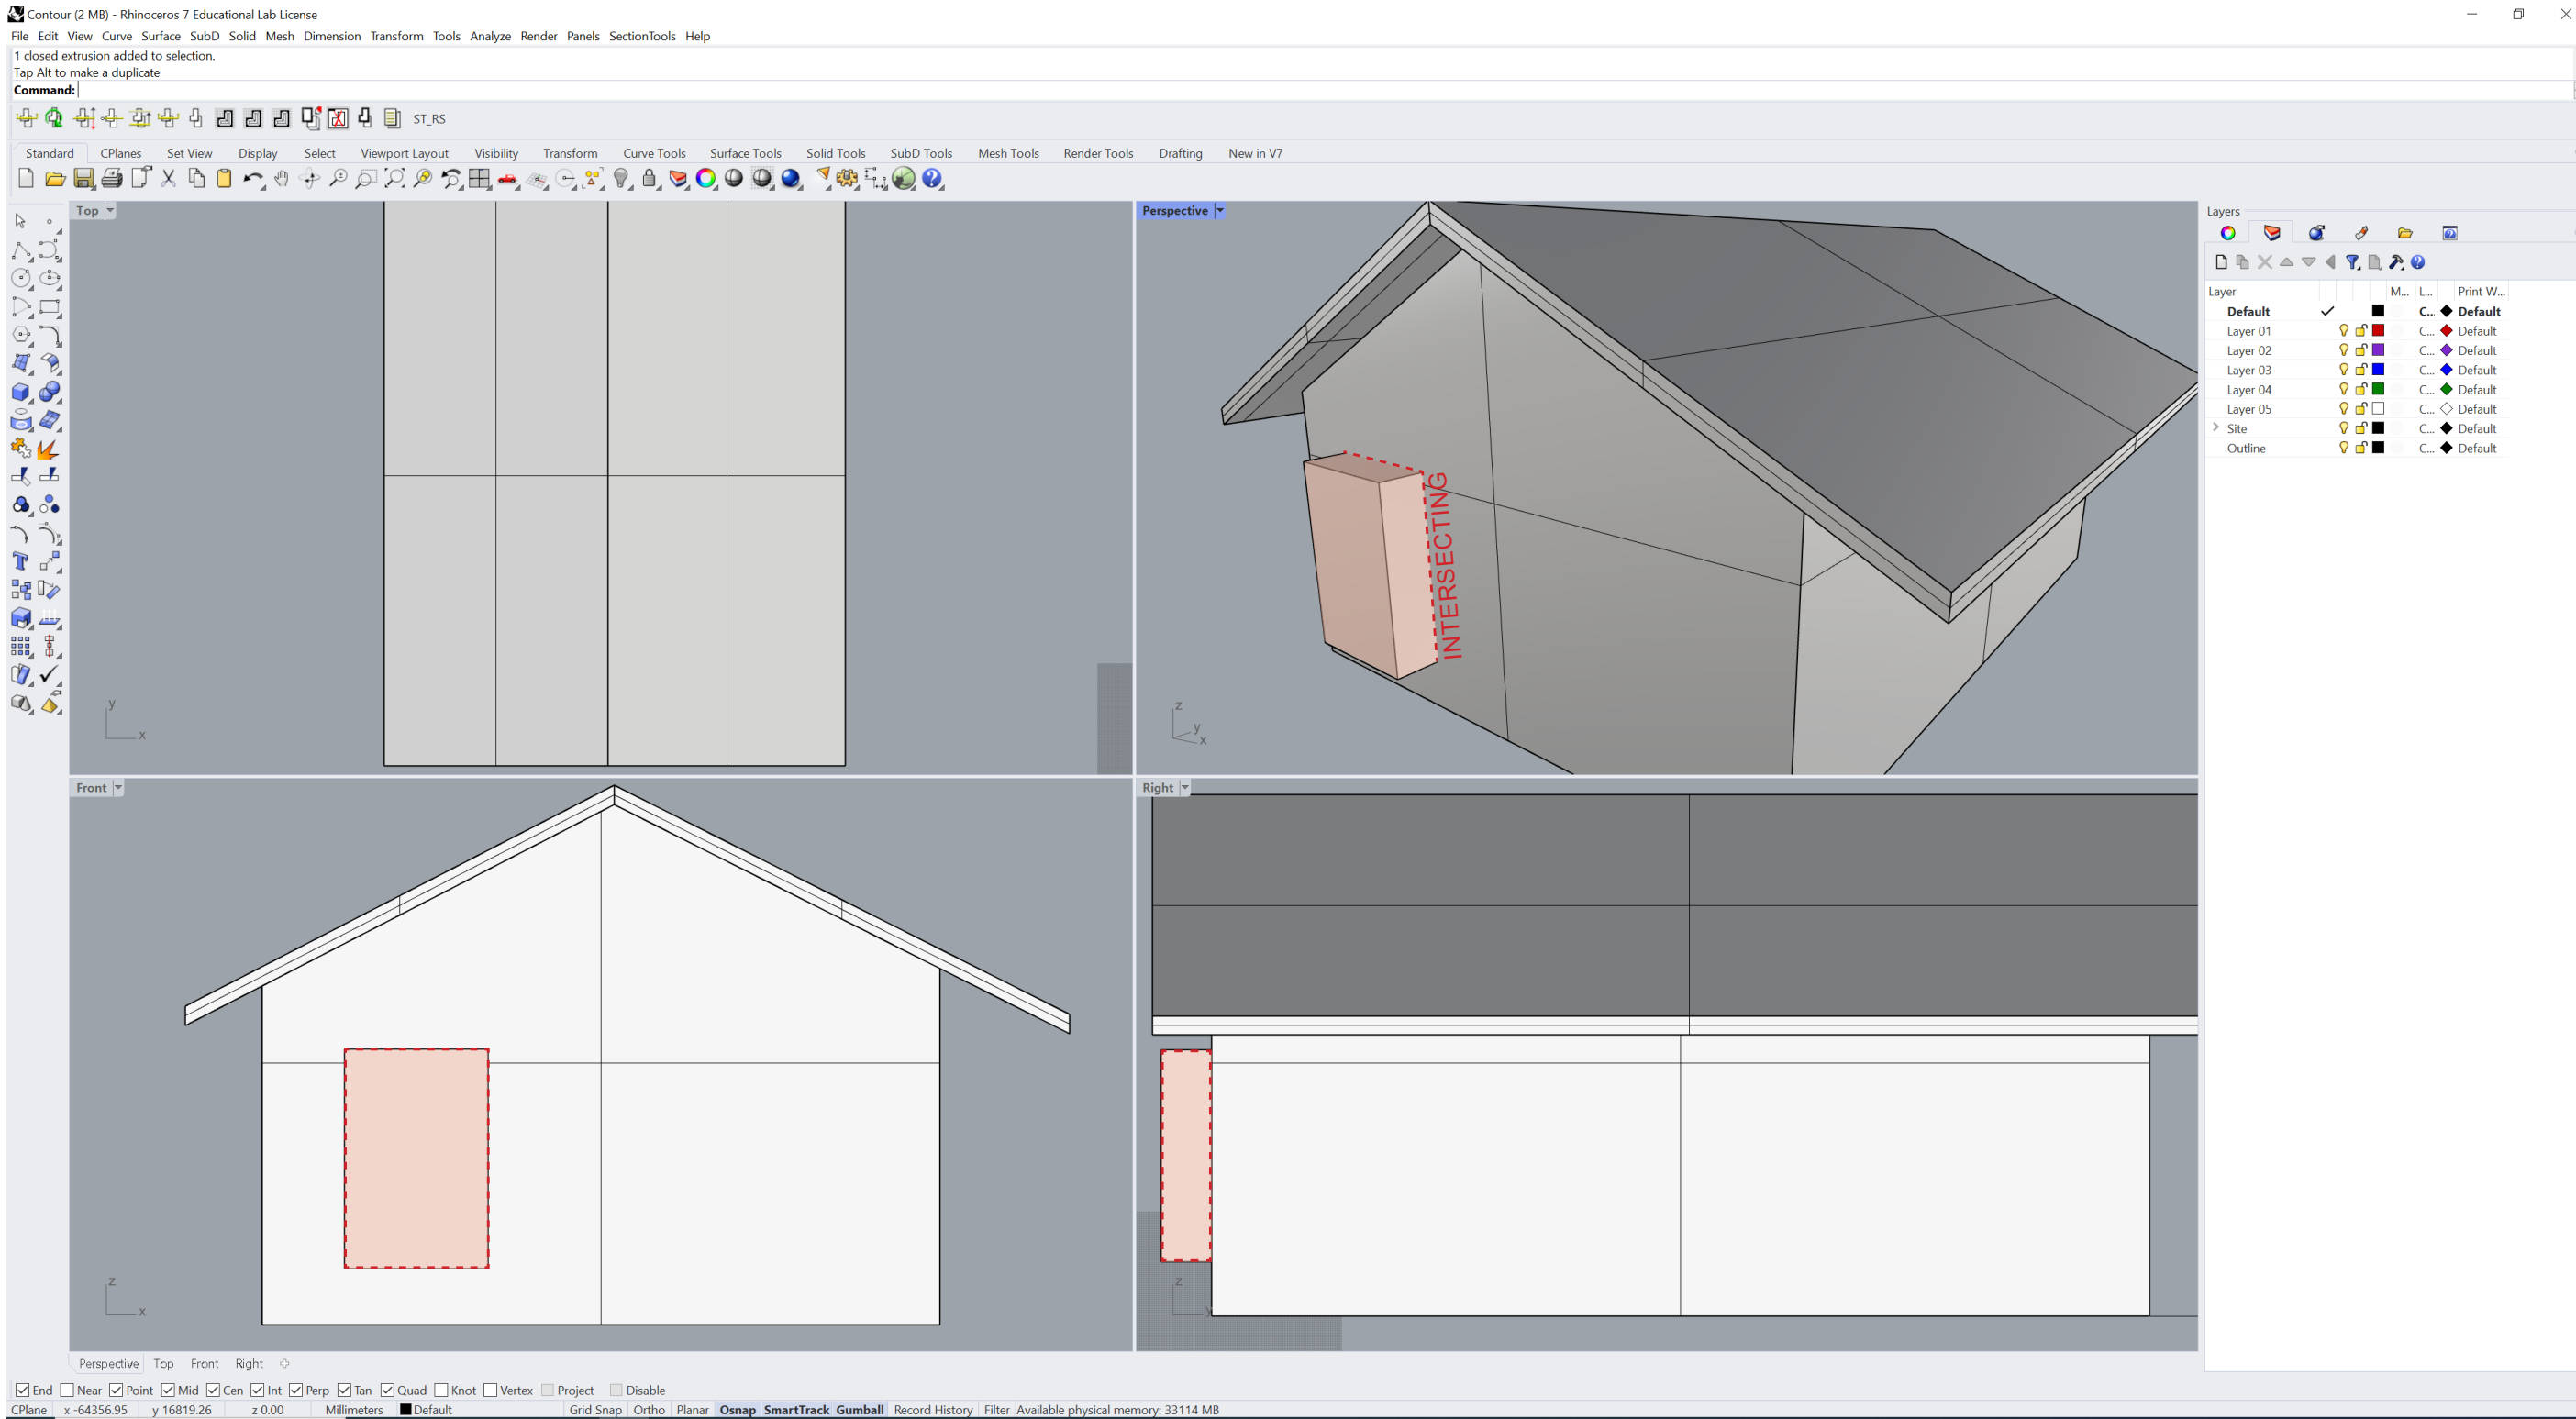 Contour (2 MB) - Rhinoceros 7 Educational Lab License
File Edit View Curve Surface SubD Solid Mesh Dimension Transform Tools Analyze Render Panels SectionTools Help
1 closed extrusion added to selection.
Tap Alt to make a duplicate
Command:
ST_RS
Standard CPlanes Set View Display Select Viewport Layout Visibility Transform Curve Tools Surface Tools Solid Tools SubD Tools Mesh Tools Render Tools Drafting New in V7
Top
y
x
Perspective
INTERSECTING
z
y
x
Front
z
x
Right
z
y
Layers
Layer M... L... Print W...
Default C... Default
Layer 01 C... Default
Layer 02 C... Default
Layer 03 C... Default
Layer 04 C... Default
Layer 05 C... Default
Site C... Default
Outline C... Default
Perspective Top Front Right
End Near Point Mid Cen Int Perp Tan Quad Knot Vertex Project Disable
CPlane x -64356.95 y 16819.26 z 0.00 Millimeters Default Grid Snap Ortho Planar Osnap SmartTrack Gumball Record History Filter Available physical memory: 33114 MB